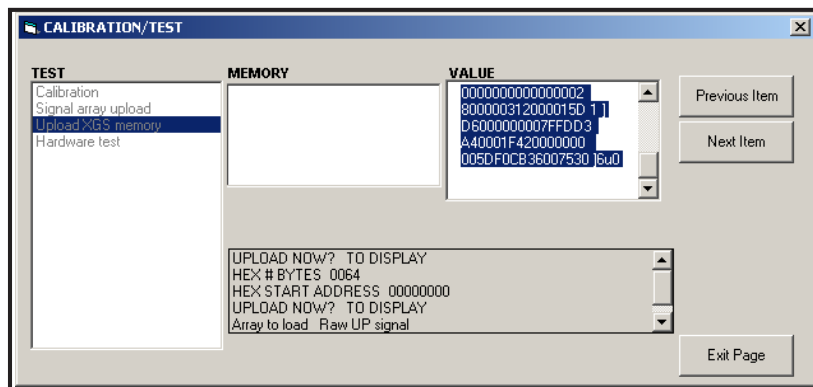 CALIBRATION/TEST
TEST
Calibration
Signal array upload
Upload XGS memory
Hardware test
MEMORY
VALUE
0000000000000002
800000312000015D 1 ]
D6000000007FFDD3
A40001F420000000
005DF0CB36007530 ]6u0
Previous Item
Next Item
UPLOAD NOW?   TO DISPLAY
HEX # BYTES  0064
HEX START ADDRESS  00000000
UPLOAD NOW?   TO DISPLAY
Array to load   Raw UP signal
Exit Page